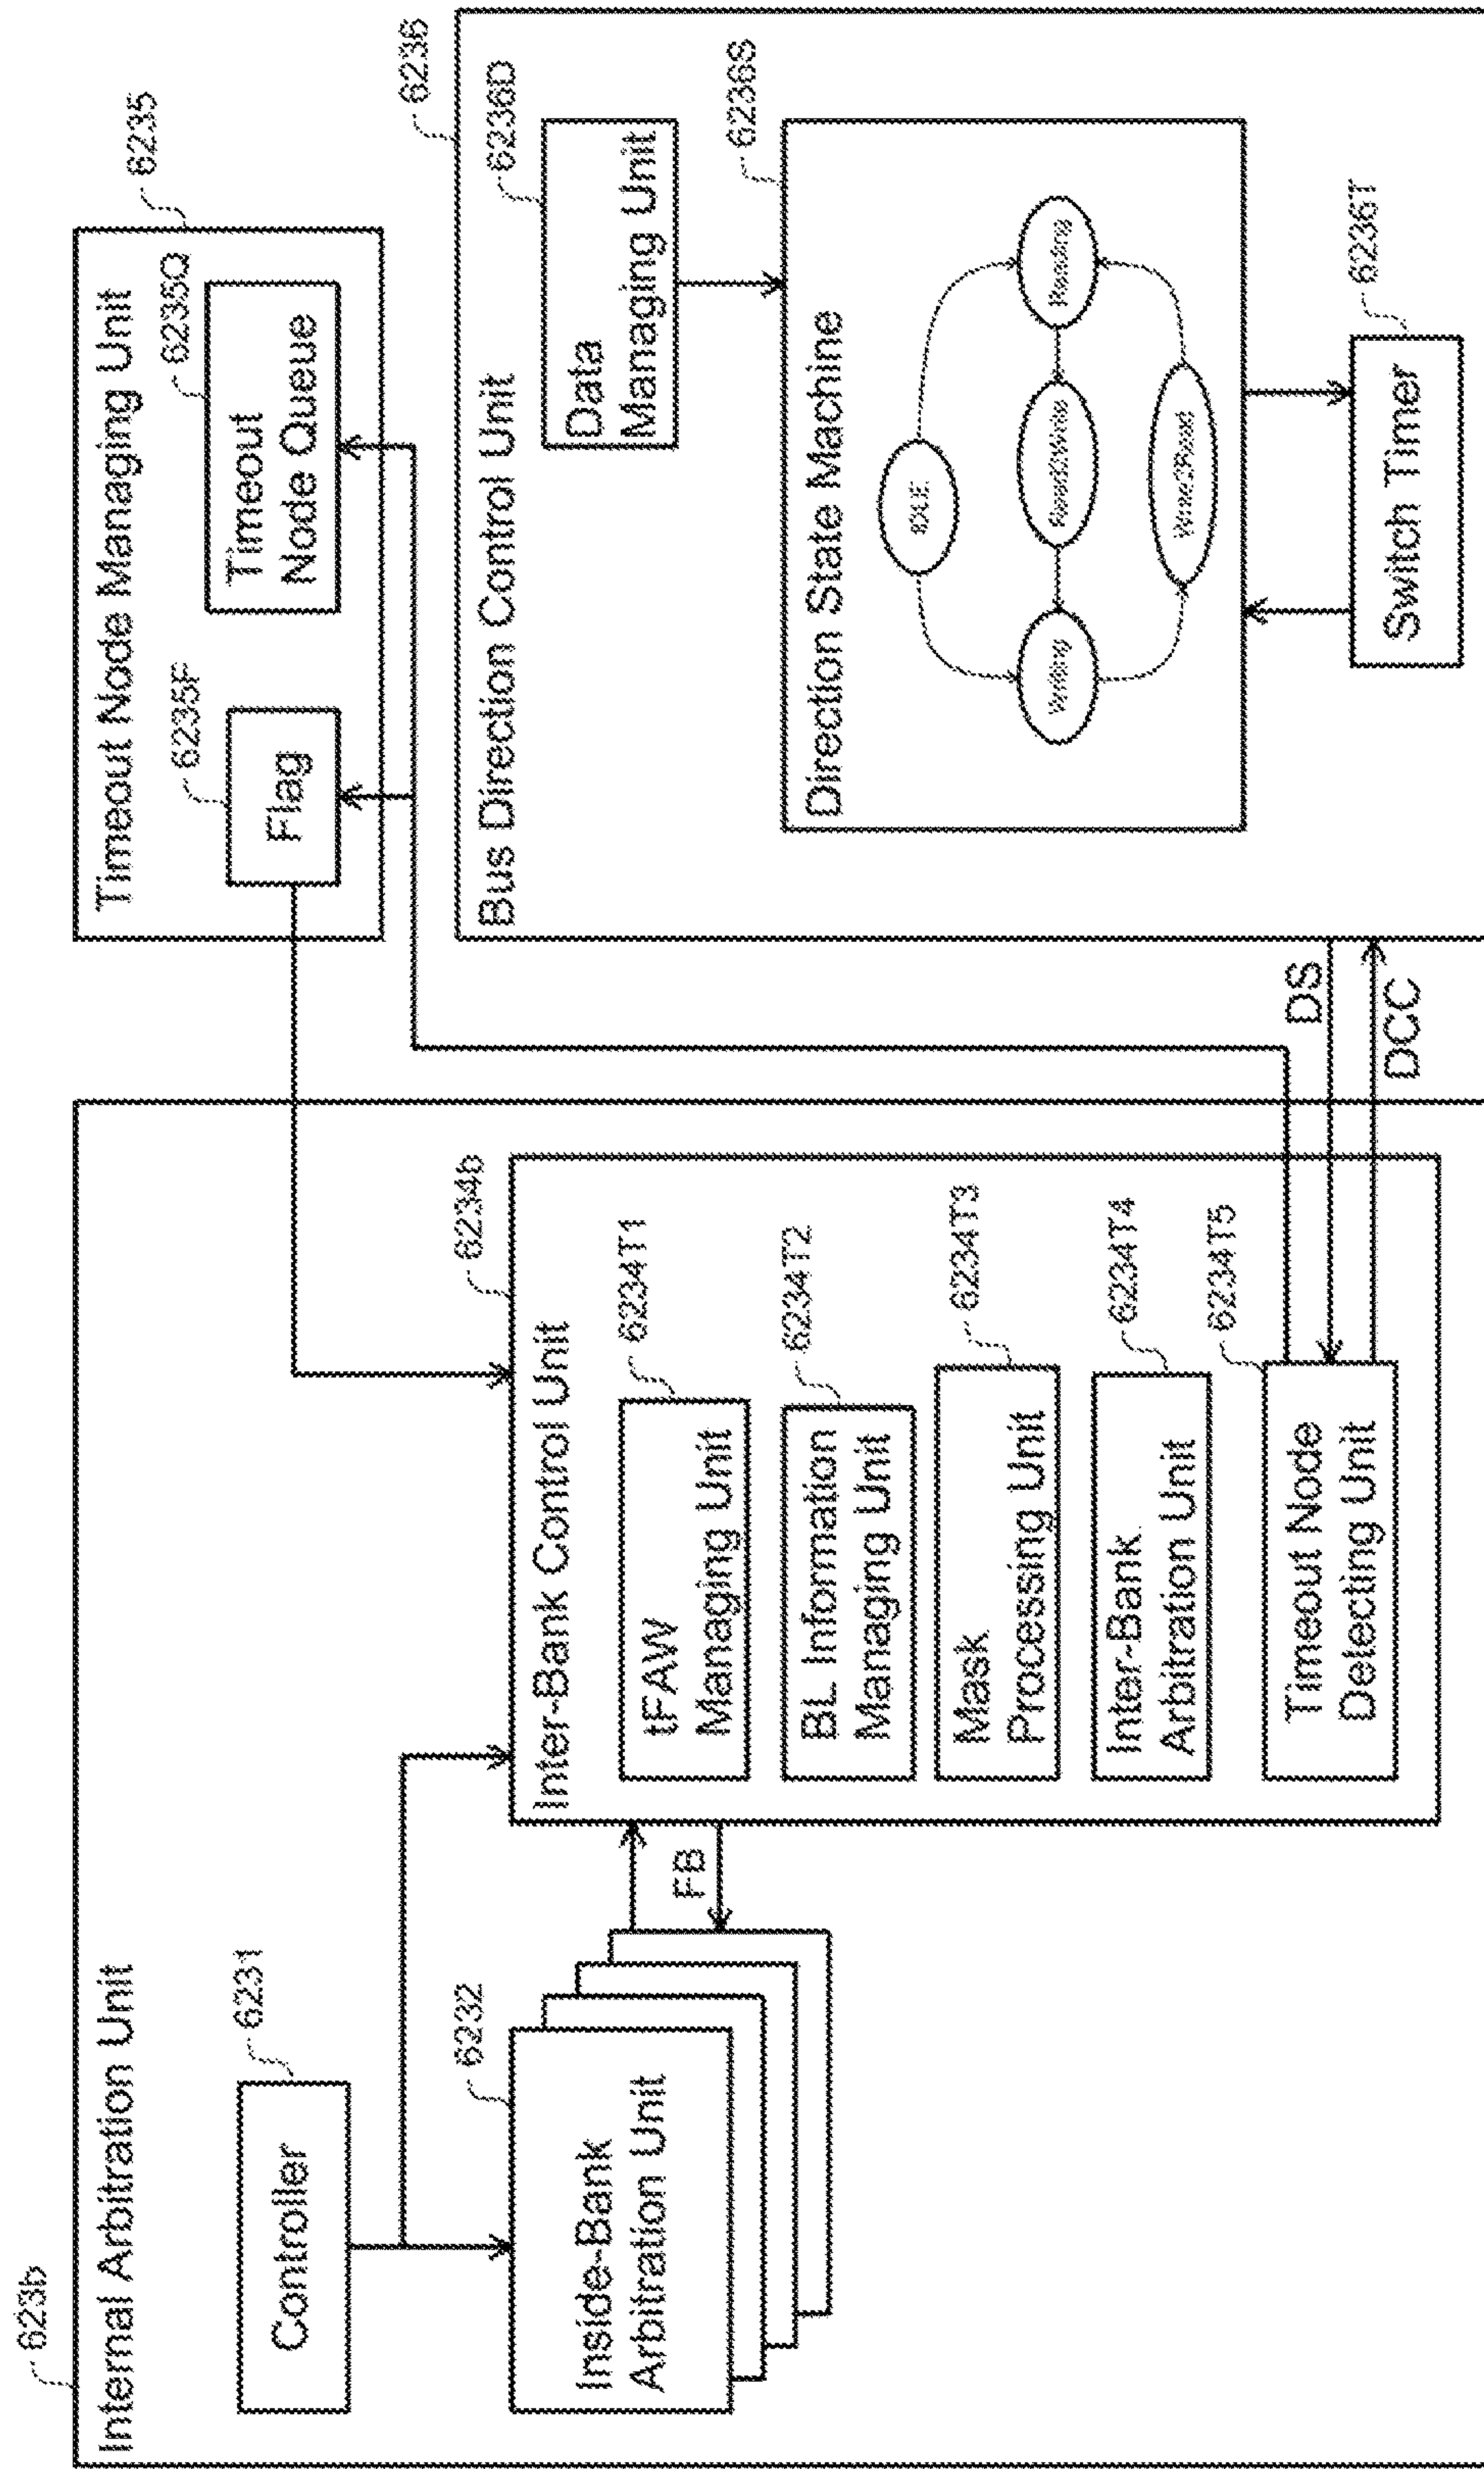 623b
Internal Arbitration Unit
Controller
6231
Inside-Bank
Arbitration Unit
6232
FB
Inter-Bank Control Unit
6234b
tFAW
Managing Unit
6234T1
BL Information
Managing Unit
6234T2
Mask
Processing Unit
6234T3
Inter-Bank
Arbitration Unit
6234T4
Timeout Node
Detecting Unit
6234T5
DS
DCC
Timeout Node Managing Unit
6235
Flag
6235F
Timeout
Node Queue
6235Q
Bus Direction Control Unit
6236
Data
Managing Unit
6236D
Direction State Machine
6236S
IDLE
Writing
Read2Write
Reading
Write2Read
Switch Timer
6236T